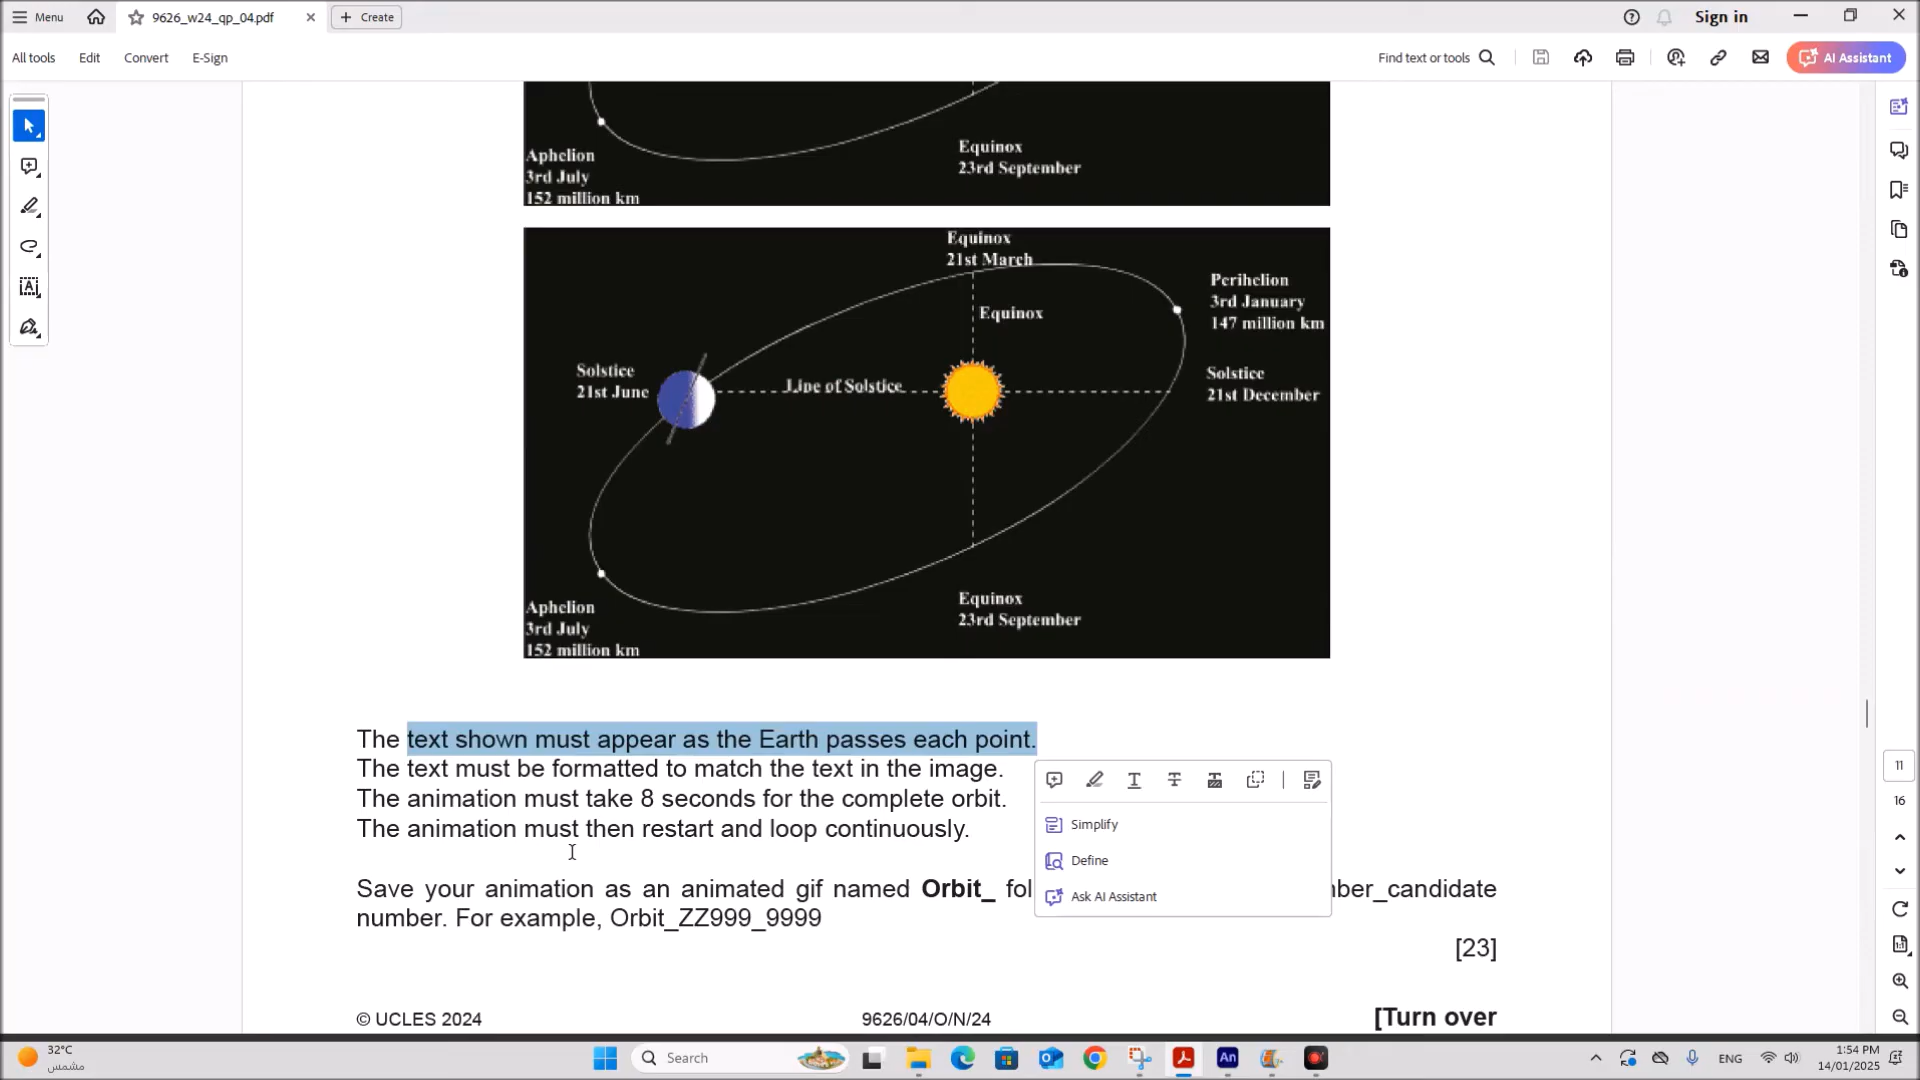 Menu
9626_w24_qp_04.pdf
Create
Sign in
All tools
Edit
Convert
E-Sign
Find text or tools
AI Assistant
Aphelion
3rd July
152 million km
Equinox
23rd September
Equinox
21st March
Equinox
Perihelion
3rd January
147 million km
Solstice
21st June
Line of Solstice
Solstice
21st December
Aphelion
3rd July
152 million km
Equinox
23rd September
The text shown must appear as the Earth passes each point.
The text must be formatted to match the text in the image.
The animation must take 8 seconds for the complete orbit.
The animation must then restart and loop continuously.
Simplify
Define
Ask AI Assistant
Save your animation as an animated gif named Orbit_ fol
mber_candidate
number. For example, Orbit_ZZ999_9999
[23]
© UCLES 2024
9626/04/O/N/24
[Turn over
11
16
32°C
مشمس
Search
An
ENG
1:54 PM
14/01/2025